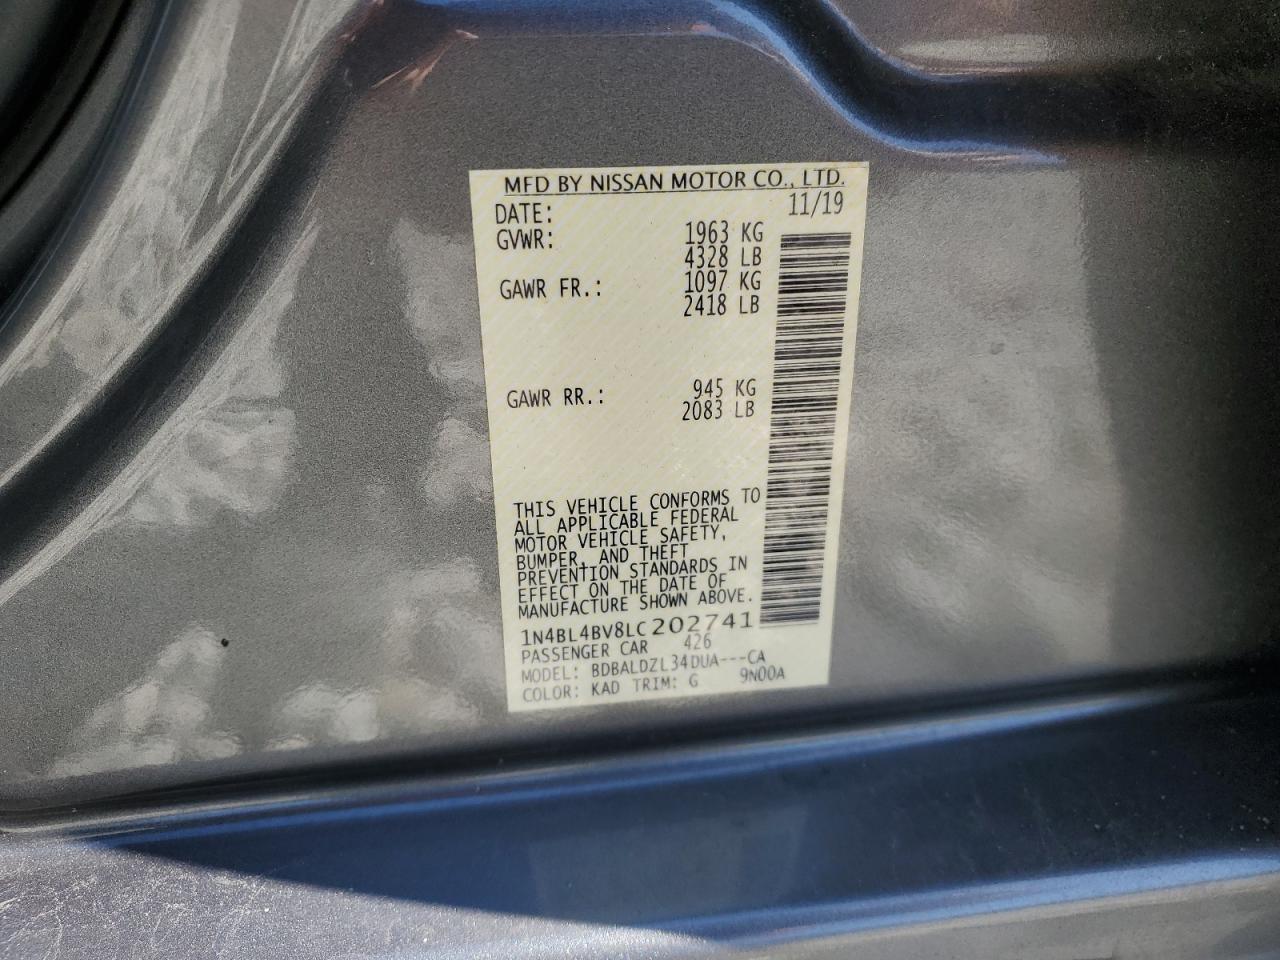 MFD BY NISSAN MOTOR CO., LTD.
DATE: 11/19
GVWR: 1963 KG
4328 LB
GAWR FR.: 1097 KG
2418 LB
GAWR RR.: 945 KG
2083 LB
THIS VEHICLE CONFORMS TO
ALL APPLICABLE FEDERAL
MOTOR VEHICLE SAFETY,
BUMPER, AND THEFT
PREVENTION STANDARDS IN
EFFECT ON THE DATE OF
MANUFACTURE SHOWN ABOVE.
1N4BL4BV8LC202741
PASSENGER CAR 426
MODEL: BDBALDZL34DUA---CA
COLOR: KAD TRIM: G 9N00A